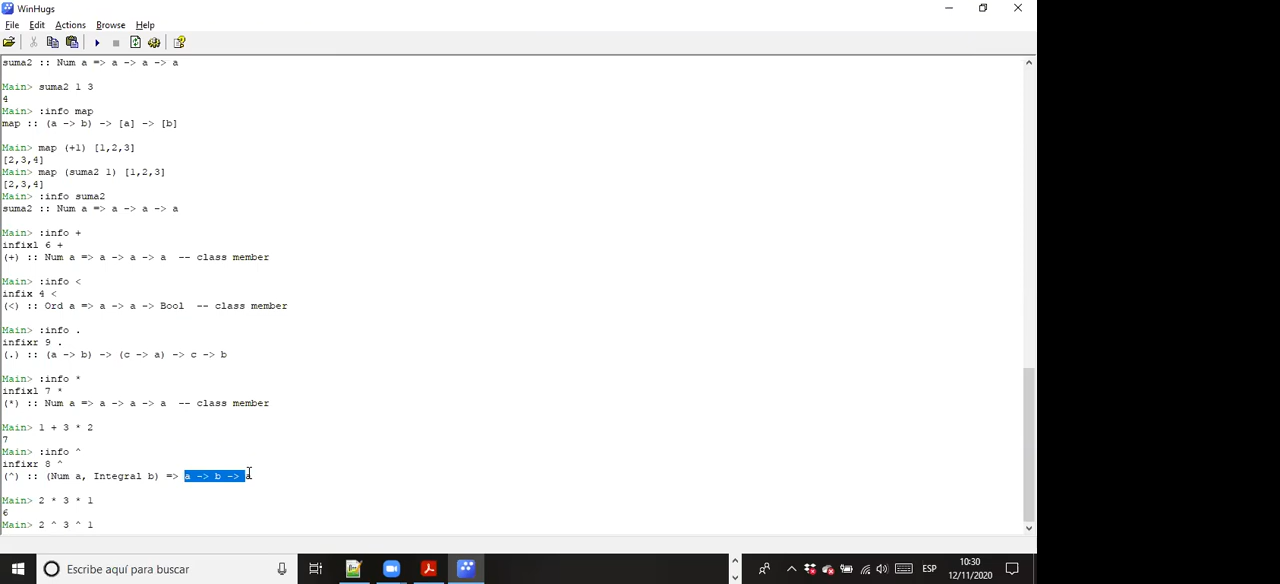 WinHugs
File Edit Actions Browse Help
suma2 :: Num a => a -> a -> a
Main> suma2 1 3
4
Main> :info map
map :: (a -> b) -> [a] -> [b]
Main> map (+1) [1,2,3]
[2,3,4]
Main> map (suma2 1) [1,2,3]
[2,3,4]
Main> :info suma2
suma2 :: Num a => a -> a -> a
Main> :info +
infixl 6 +
(+) :: Num a => a -> a -> a  -- class member
Main> :info <
infix 4 <
(<) :: Ord a => a -> a -> Bool  -- class member
Main> :info .
infixr 9 .
(.) :: (a -> b) -> (c -> a) -> c -> b
Main> :info *
infixl 7 *
(*) :: Num a => a -> a -> a  -- class member
Main> 1 + 3 * 2
7
Main> :info ^
infixr 8 ^
(^) :: (Num a, Integral b) => a -> b -> a
Main> 2 * 3 * 1
6
Main> 2 ^ 3 ^ 1
Escribe aquí para buscar
ESP
10:30
12/11/2020